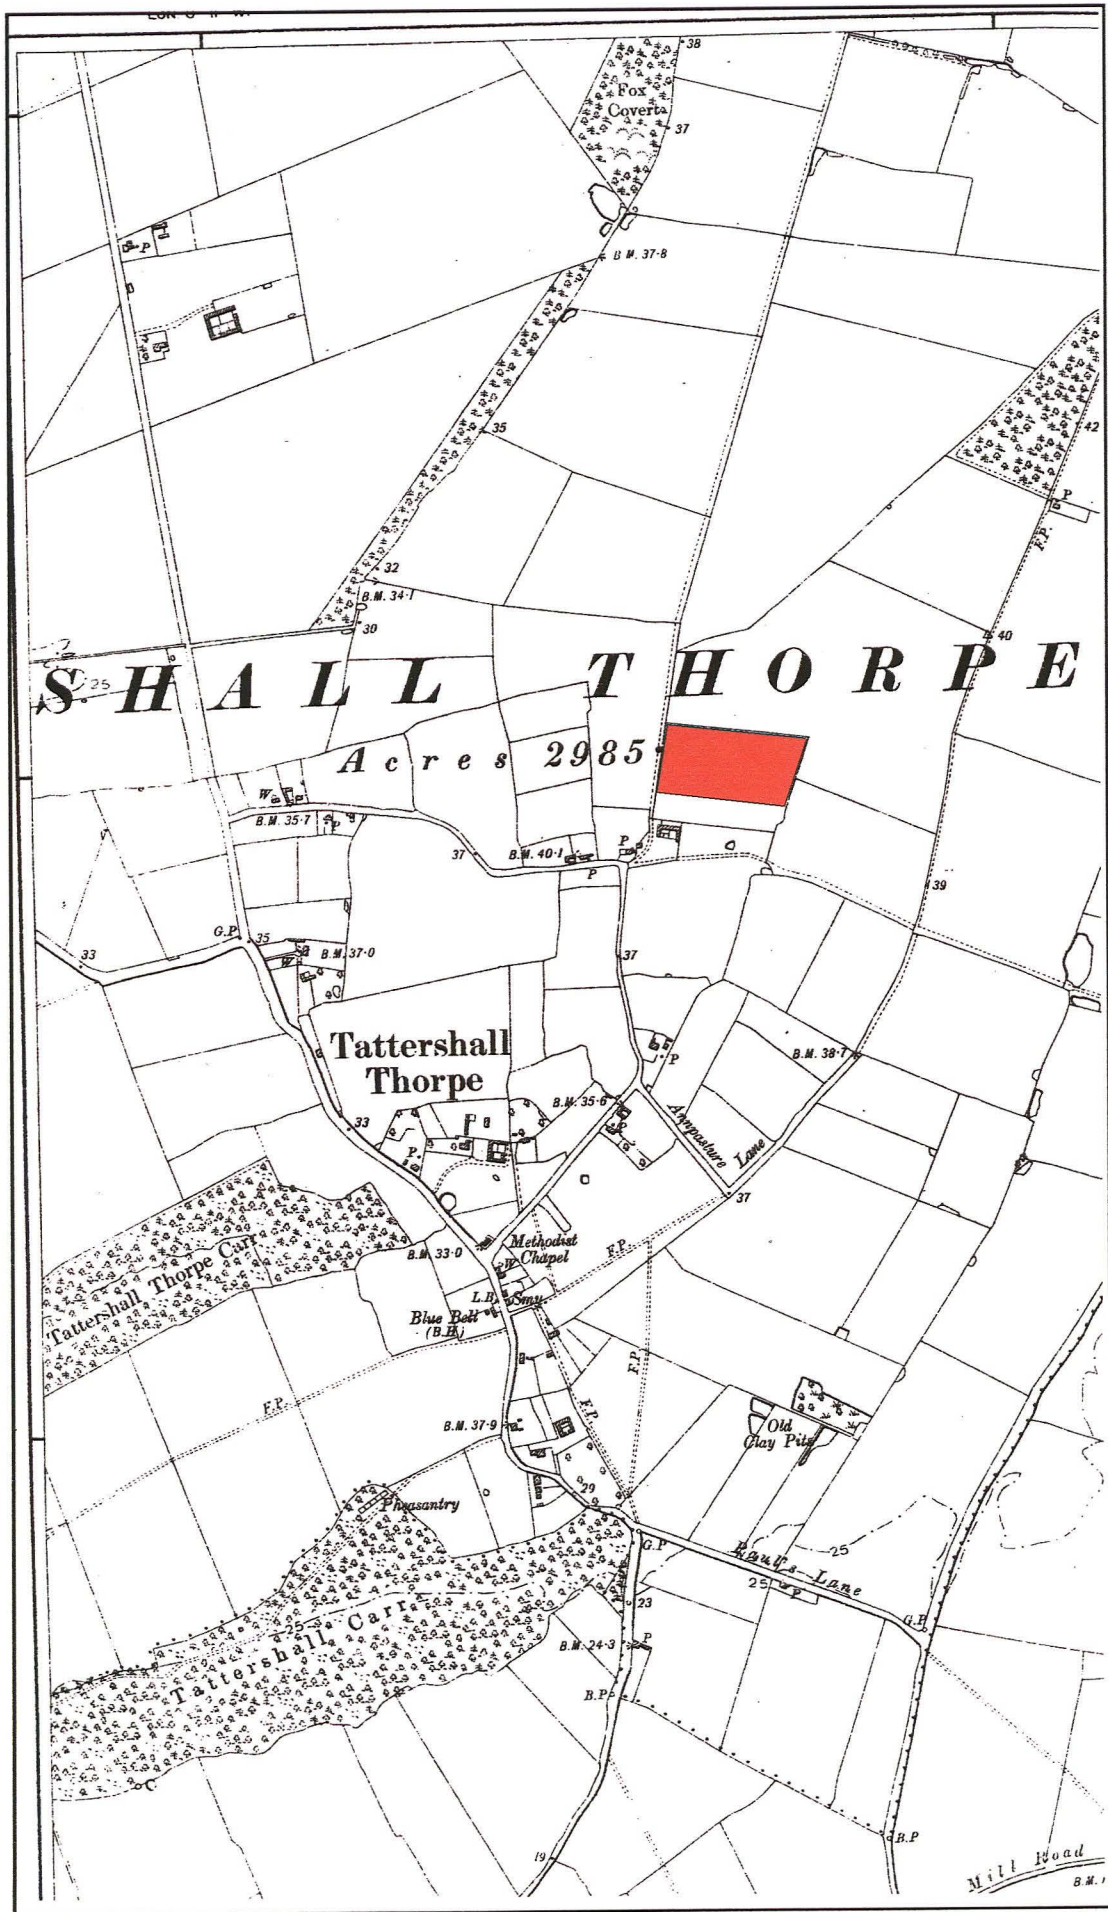 38
Fox
Covert
37
P
B.M. 37·8
35
42
P
F.P.
32
B.M. 34·1
30
40
SHALL THORPE
25
Acres 2985
W
B.M. 35·7
P
37
B.M. 40·1
P
P
39
G.P
35
33
W
B.M. 37·0
37
Tattershall
Thorpe
P
B.M. 38·7
B.M. 35·6
P
Annpasture
Lane
33
P.
37
Tattershall Thorpe Carr
B.M. 33·0
Methodist
Chapel
F.P.
W
L.B.
Smy
Blue Bell
(B.H.)
F.P.
F.P.
F.P.
B.M. 37·9
Old
Clay Pits
Pheasantry
29
25
G.P
Lane
25
P
G.P
23
25
Tattershall Carr
B.M. 24·3
P
B.P
B.P
19
Mill Road
B.M.